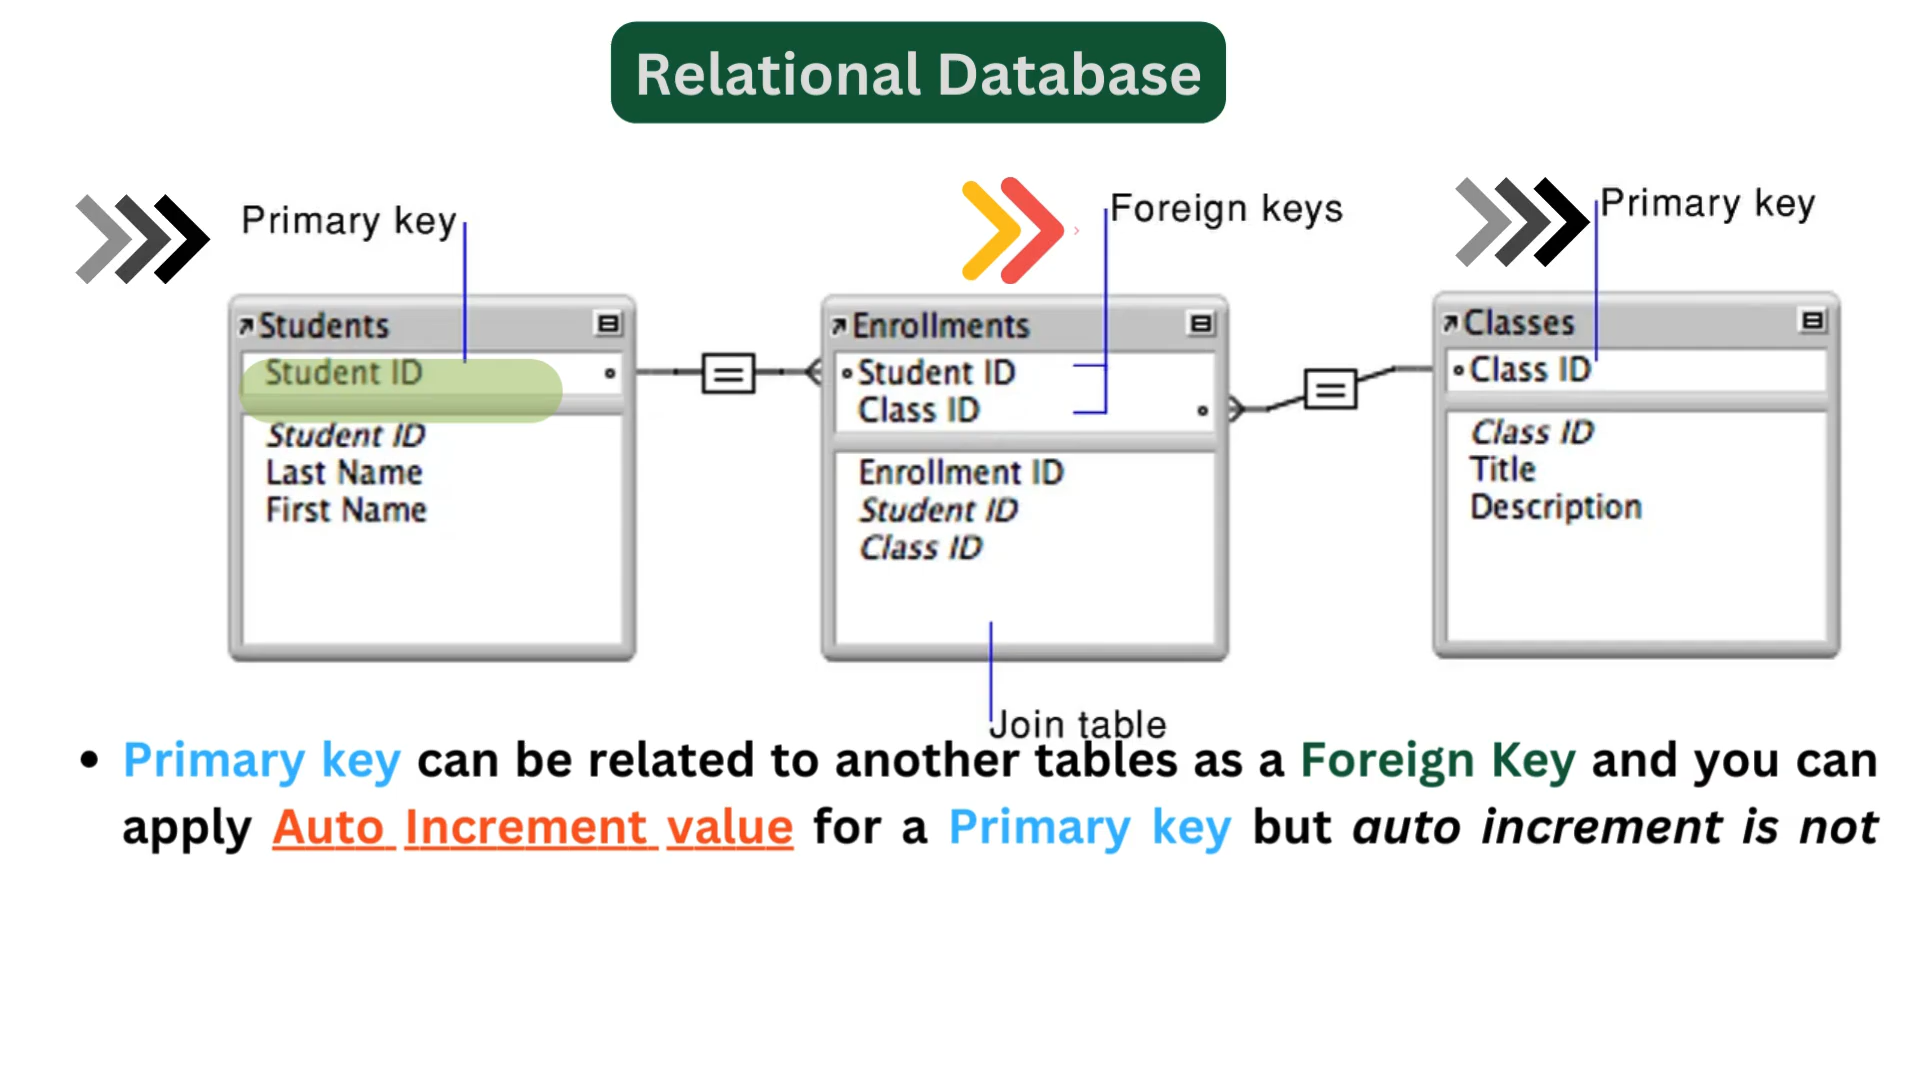 Relational Database
Primary key
Foreign keys
Primary key
Students
Student ID
Student ID
Last Name
First Name
Enrollments
Student ID
Class ID
Enrollment ID
Student ID
Class ID
Classes
Class ID
Class ID
Title
Description
Join table
• Primary key can be related to another tables as a Foreign Key and you can
apply Auto Increment value for a Primary key but auto increment is not